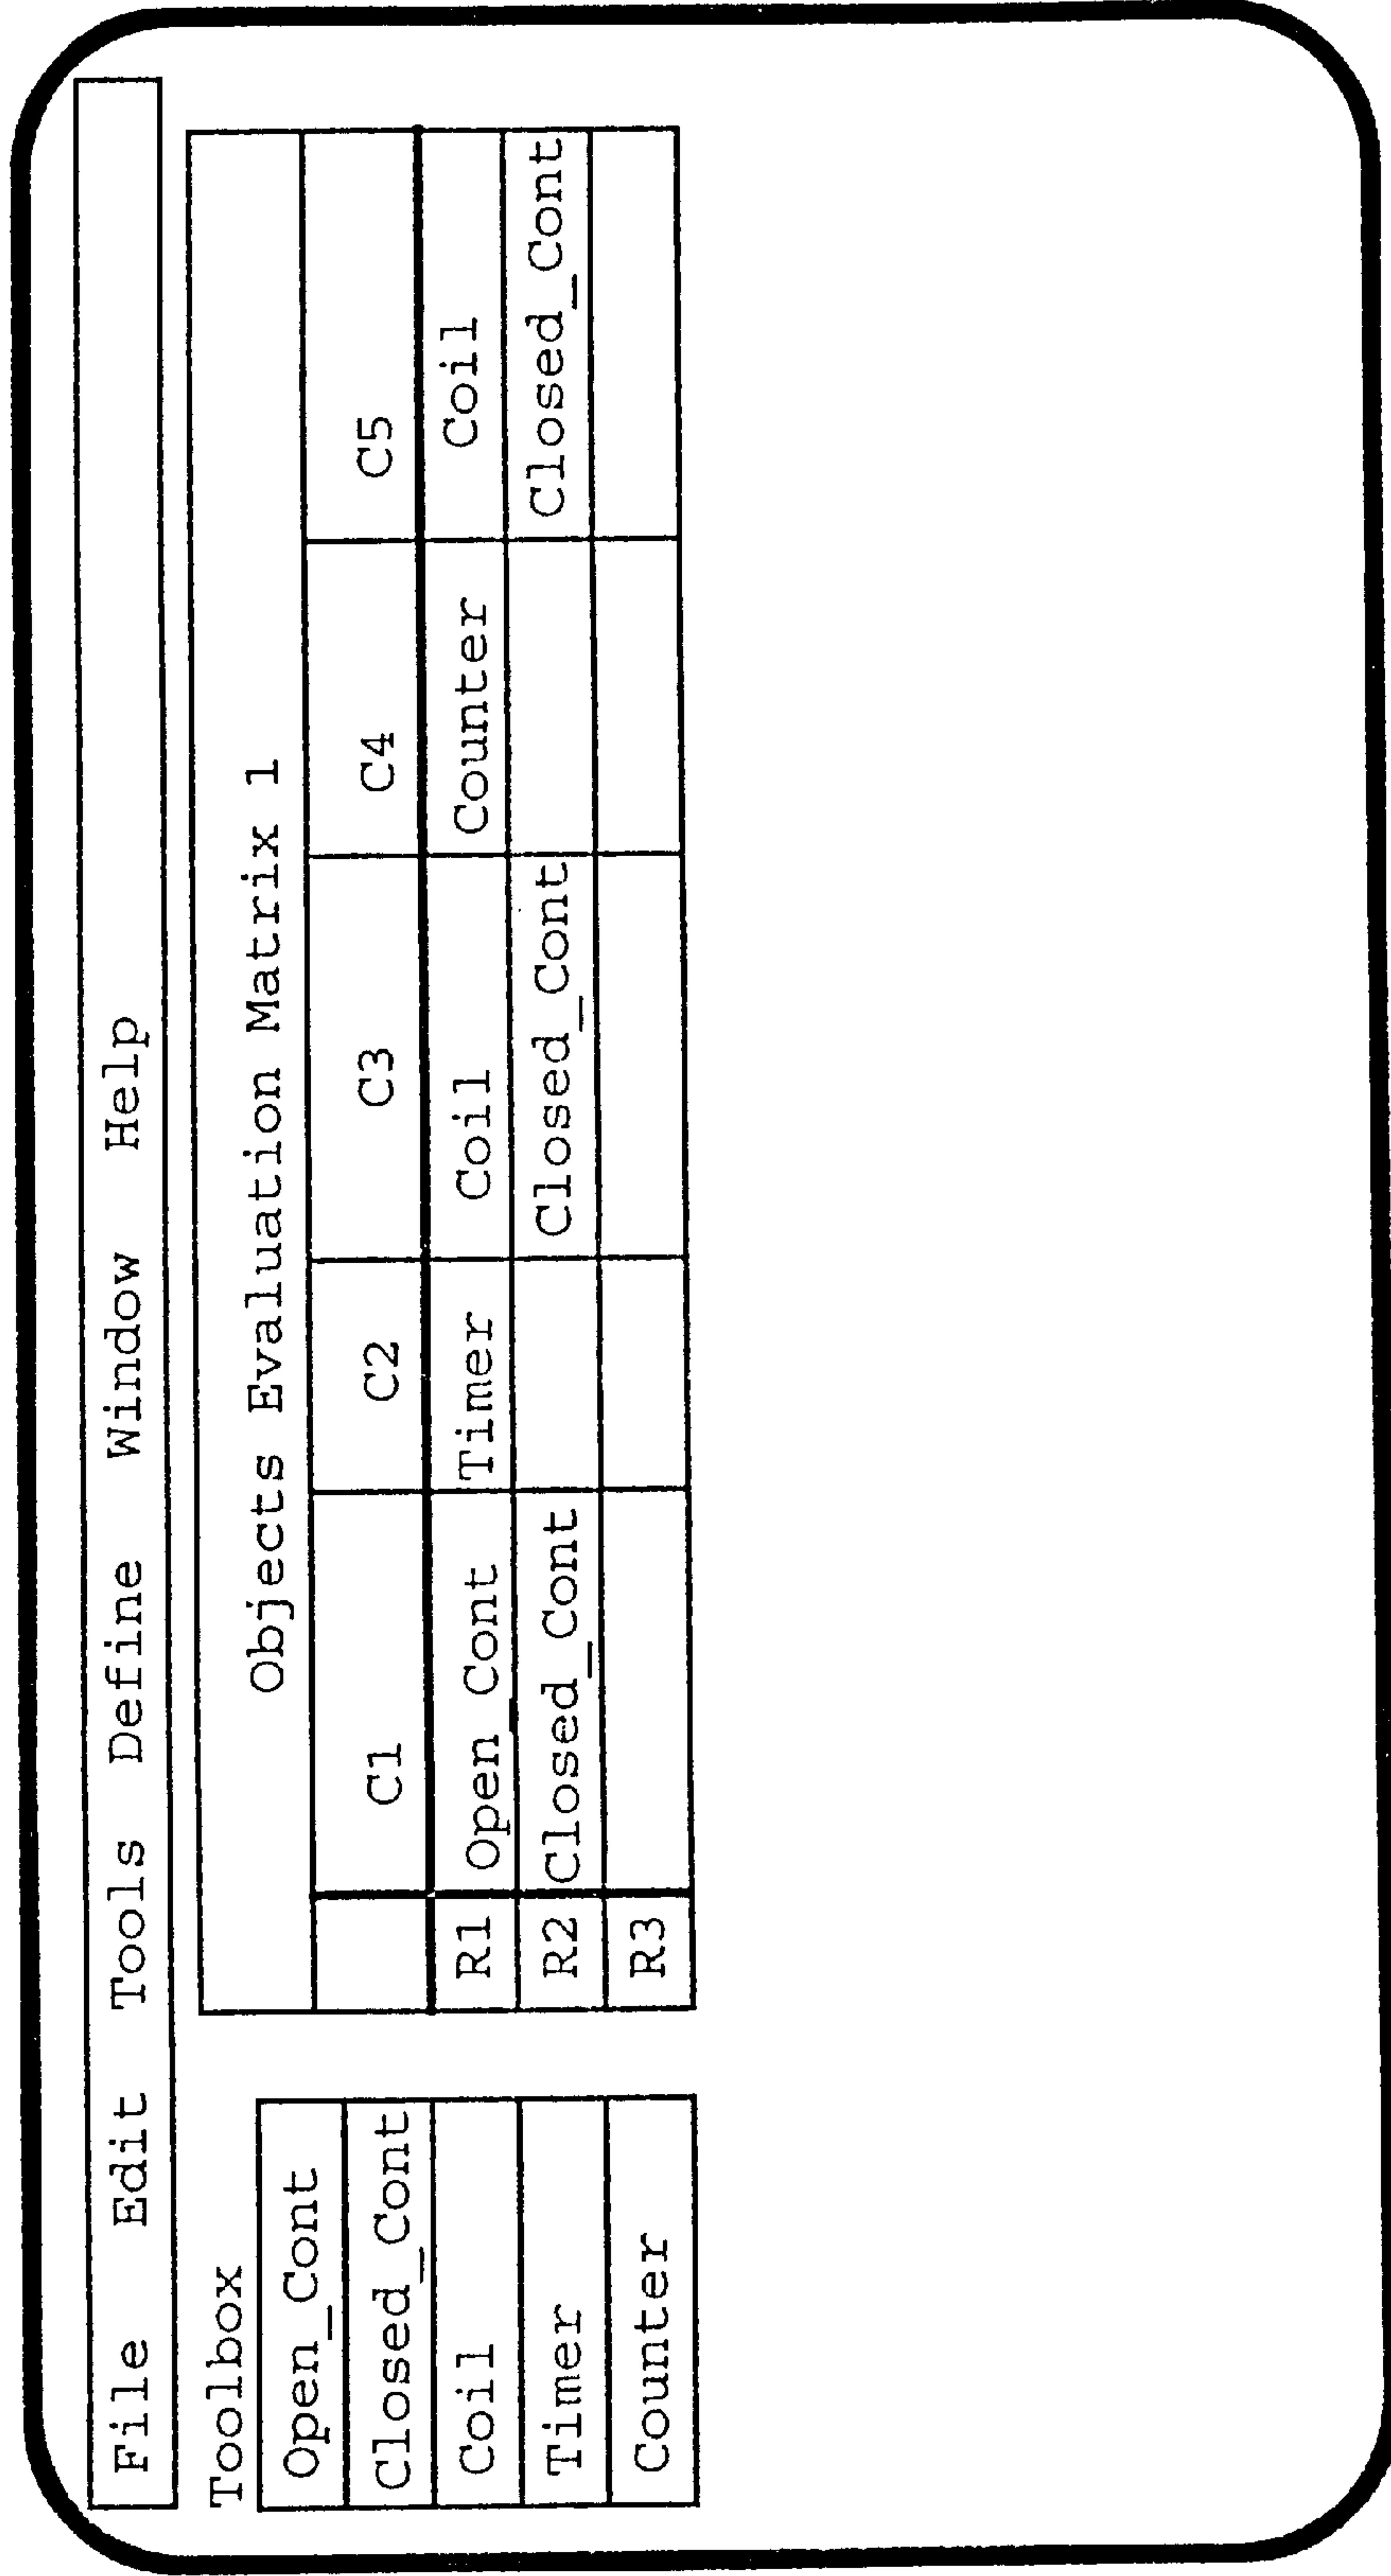 File Edit Tools Define Window Help
Toolbox
Open_Cont
Closed_Cont
Coil
Timer
Counter
Objects Evaluation Matrix 1
C1 C2 C3 C4 C5
R1 Open_Cont Timer Coil Counter Coil
R2 Closed_Cont Closed_Cont Closed_Cont
R3